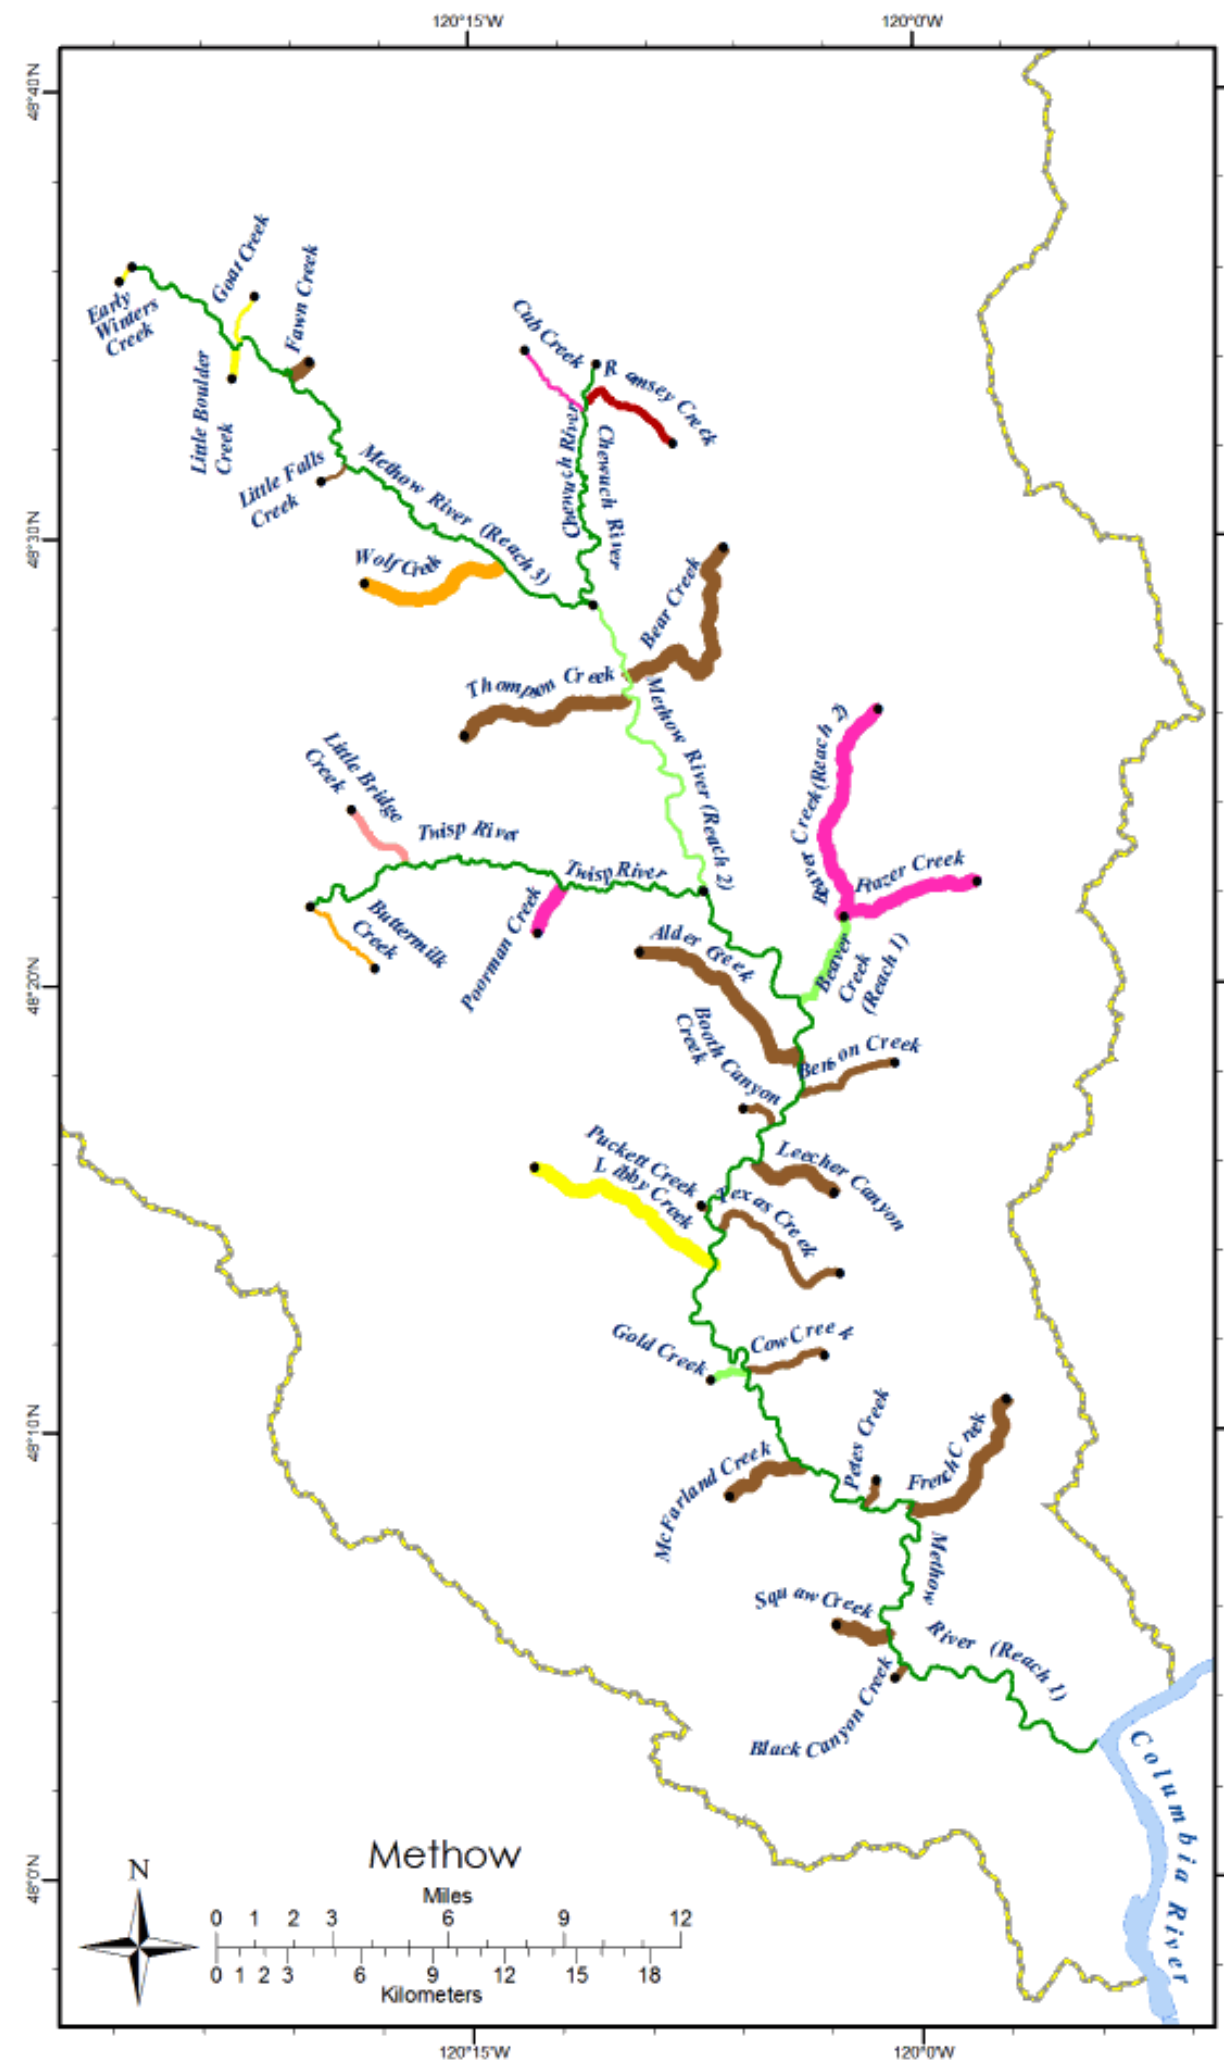 120°15'W
120°0'W
48°40'N
48°30'N
48°20'N
48°10'N
48°0'N
Early
Winters
Creek
Goat Creek
Fawn Creek
Little Boulder
Creek
Little Falls
Creek
Cub Creek
Ramsey Creek
Chewuch River
Chewuch River
Methow River (Reach 3)
Wolf Creek
Bear Creek
Thompson Creek
Methow River (Reach 2)
Little Bridge
Creek
Twisp River
Twisp River
Buttermilk
Creek
Poorman Creek
Beaver Creek (Reach 2)
Frazer Creek
Beaver
Creek
(Reach 1)
Alder Creek
Booth Canyon
Creek
Benson Creek
Leecher Canyon
Puckett Creek
Libby Creek
Texas Creek
Gold Creek
Cow Creek
McFarland Creek
Petes Creek
French Creek
Squaw Creek
Black Canyon Creek
Methow
River (Reach 1)
Columbia River
N
Methow
Miles
0 1 2 3 6 9 12
0 1 2 3 6 9 12 15 18
Kilometers
120°15'W
120°0'W